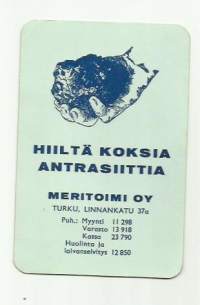 HIILTÄ KOKSIA
ANTRASIITTIA
MERITOIMI OY
TURKU, LINNANKATU 37a
Puh.: Myynti 11 298
Varasto 13 918
Kassa 23 790
Huolinta ja
laivanselvitys 12 850